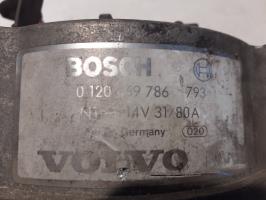 BOSCH
0 120 69 786 793
14V 31/80A
Germany 020
VOLVO